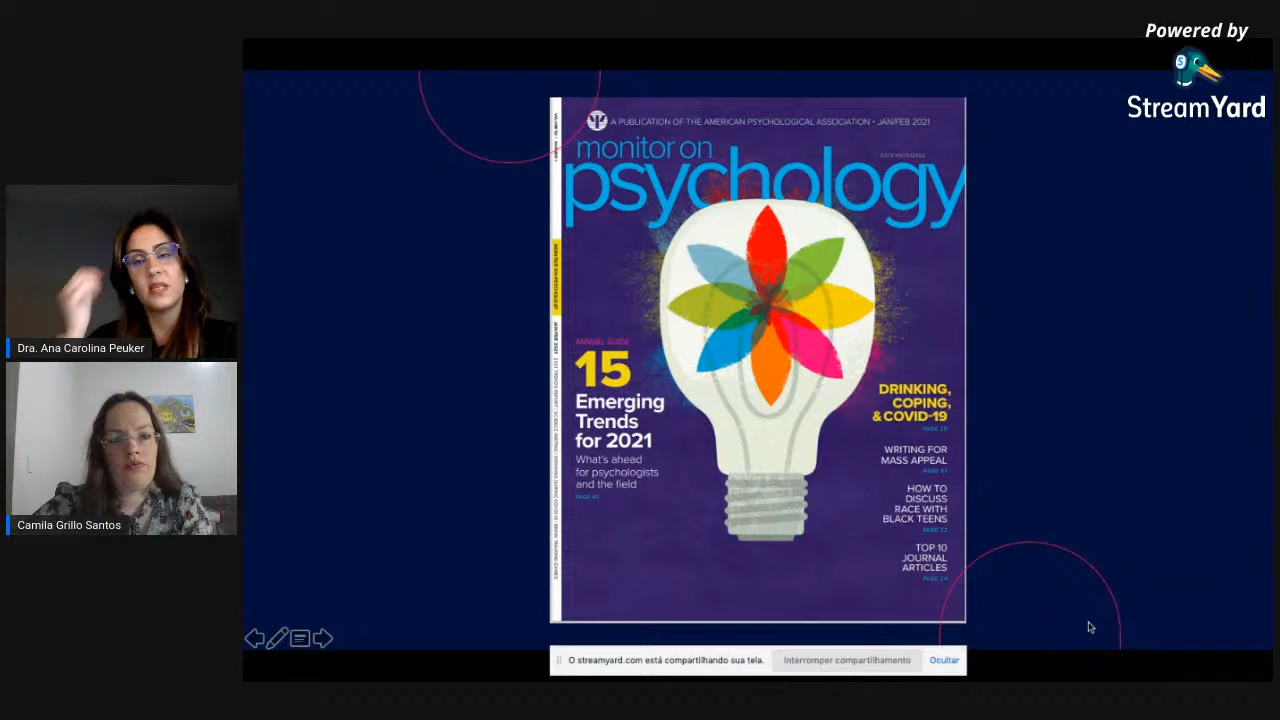 Powered by
StreamYard
A PUBLICATION OF THE AMERICAN PSYCHOLOGICAL ASSOCIATION • JAN/FEB 2021
monitor on
psychology
ANNUAL GUIDE
15
Emerging
Trends
for 2021
What's ahead
for psychologists
and the field
DRINKING,
COPING,
& COVID-19
WRITING FOR
MASS APPEAL
HOW TO
DISCUSS
RACE WITH
BLACK TEENS
TOP 10
JOURNAL
ARTICLES
Dra. Ana Carolina Peuker
Camila Grillo Santos
O streamyard.com está compartilhando sua tela.
Interromper compartilhamento
Ocultar